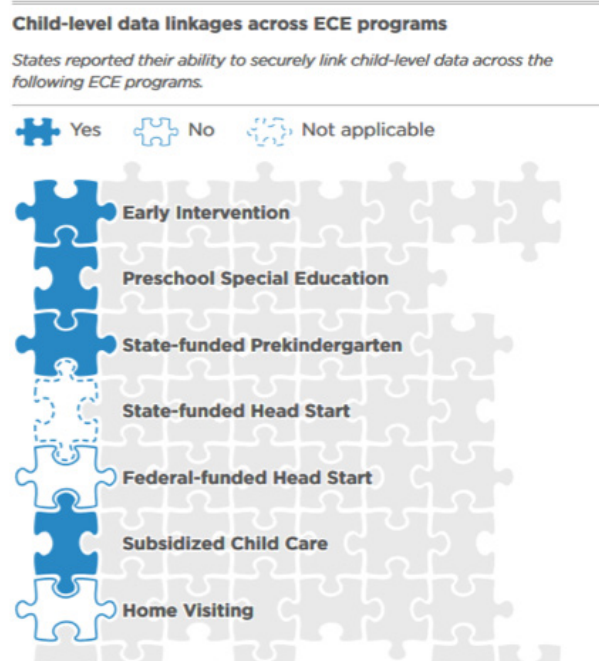 Child-level data linkages across ECE programs
States reported their ability to securely link child-level data across the
following ECE programs.
Yes No Not applicable
Early Intervention
Preschool Special Education
State-funded Prekindergarten
State-funded Head Start
Federal-funded Head Start
Subsidized Child Care
Home Visiting